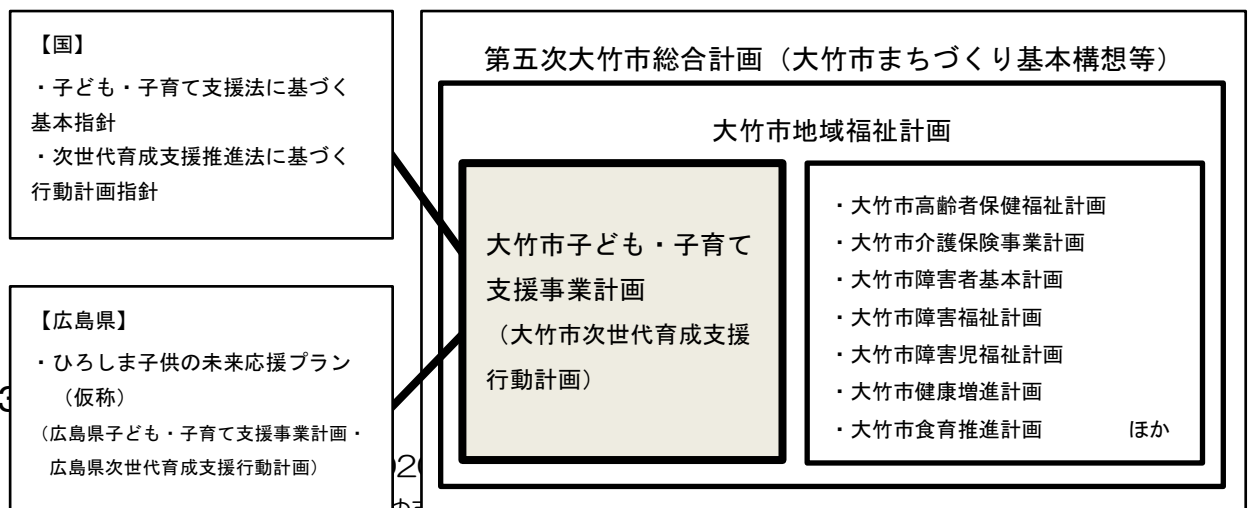 【国】
・子ども・子育て支援法に基づく
基本指針
・次世代育成支援推進法に基づく
行動計画指針
【広島県】
・ひろしま子供の未来応援プラン
（仮称）
（広島県子ども・子育て支援事業計画・
広島県次世代育成支援行動計画）
第五次大竹市総合計画（大竹市まちづくり基本構想等）
大竹市地域福祉計画
大竹市子ども・子育て
支援事業計画
（大竹市次世代育成支援
行動計画）
・大竹市高齢者保健福祉計画
・大竹市介護保険事業計画
・大竹市障害者基本計画
・大竹市障害福祉計画
・大竹市障害児福祉計画
・大竹市健康増進計画
・大竹市食育推進計画 ほか